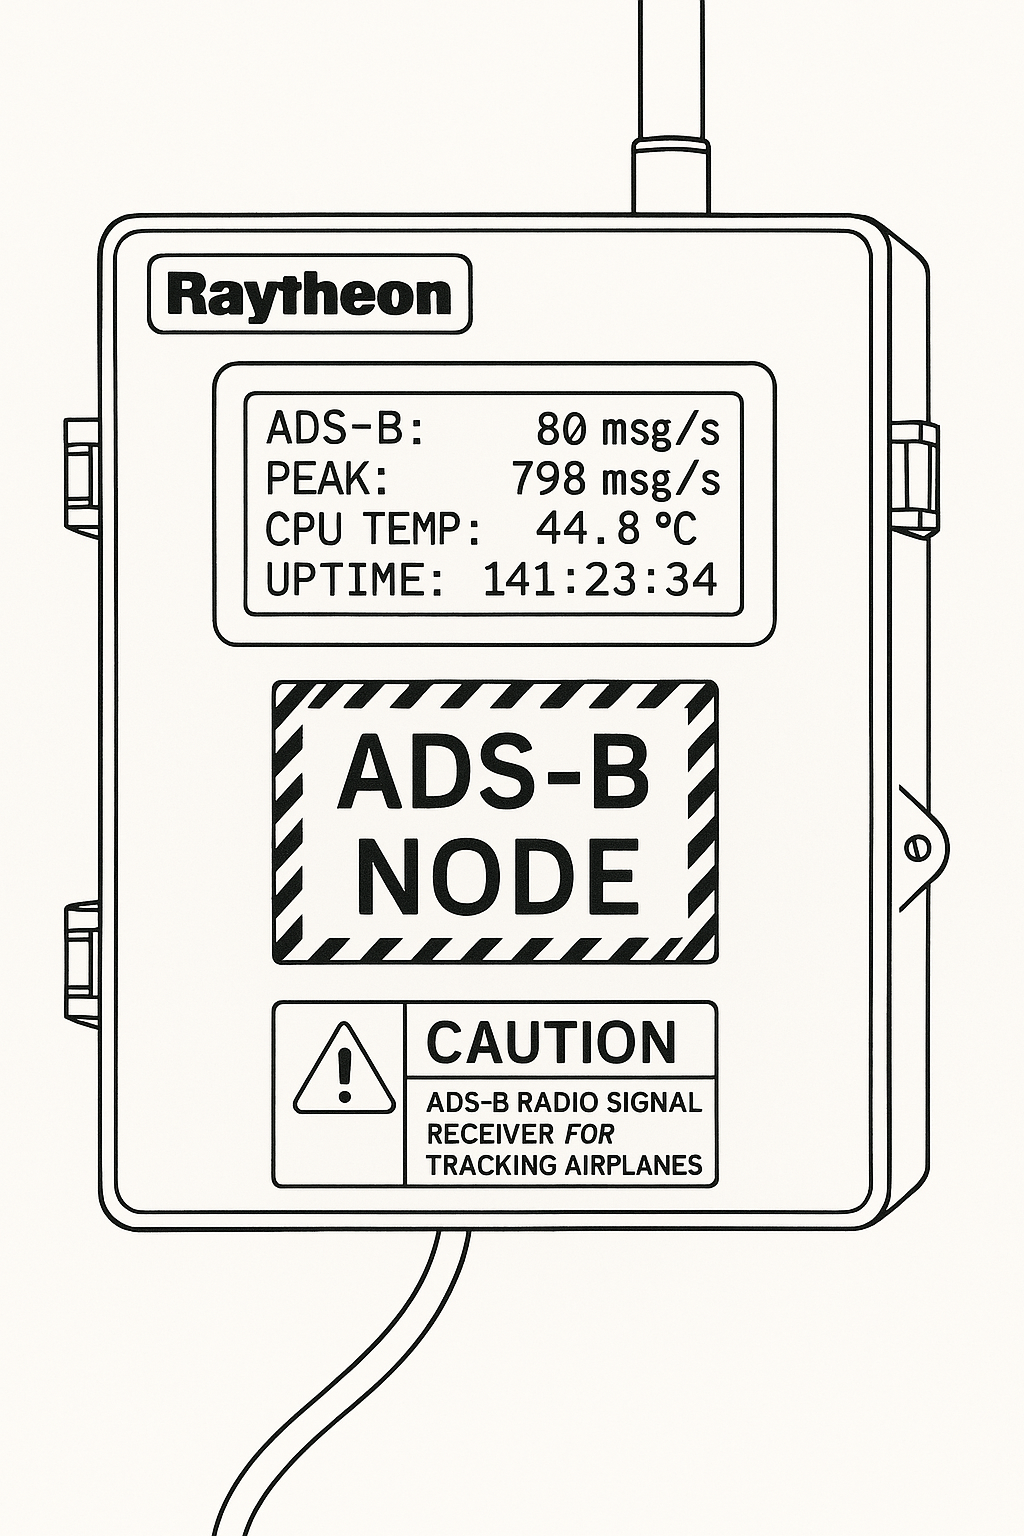 Raytheon
ADS-B: 80 msg/s
PEAK: 798 msg/s
CPU TEMP: 44.8 °C
UPTIME: 141:23:34
ADS-B
NODE
CAUTION
ADS-B RADIO SIGNAL
RECEIVER FOR
TRACKING AIRPLANES